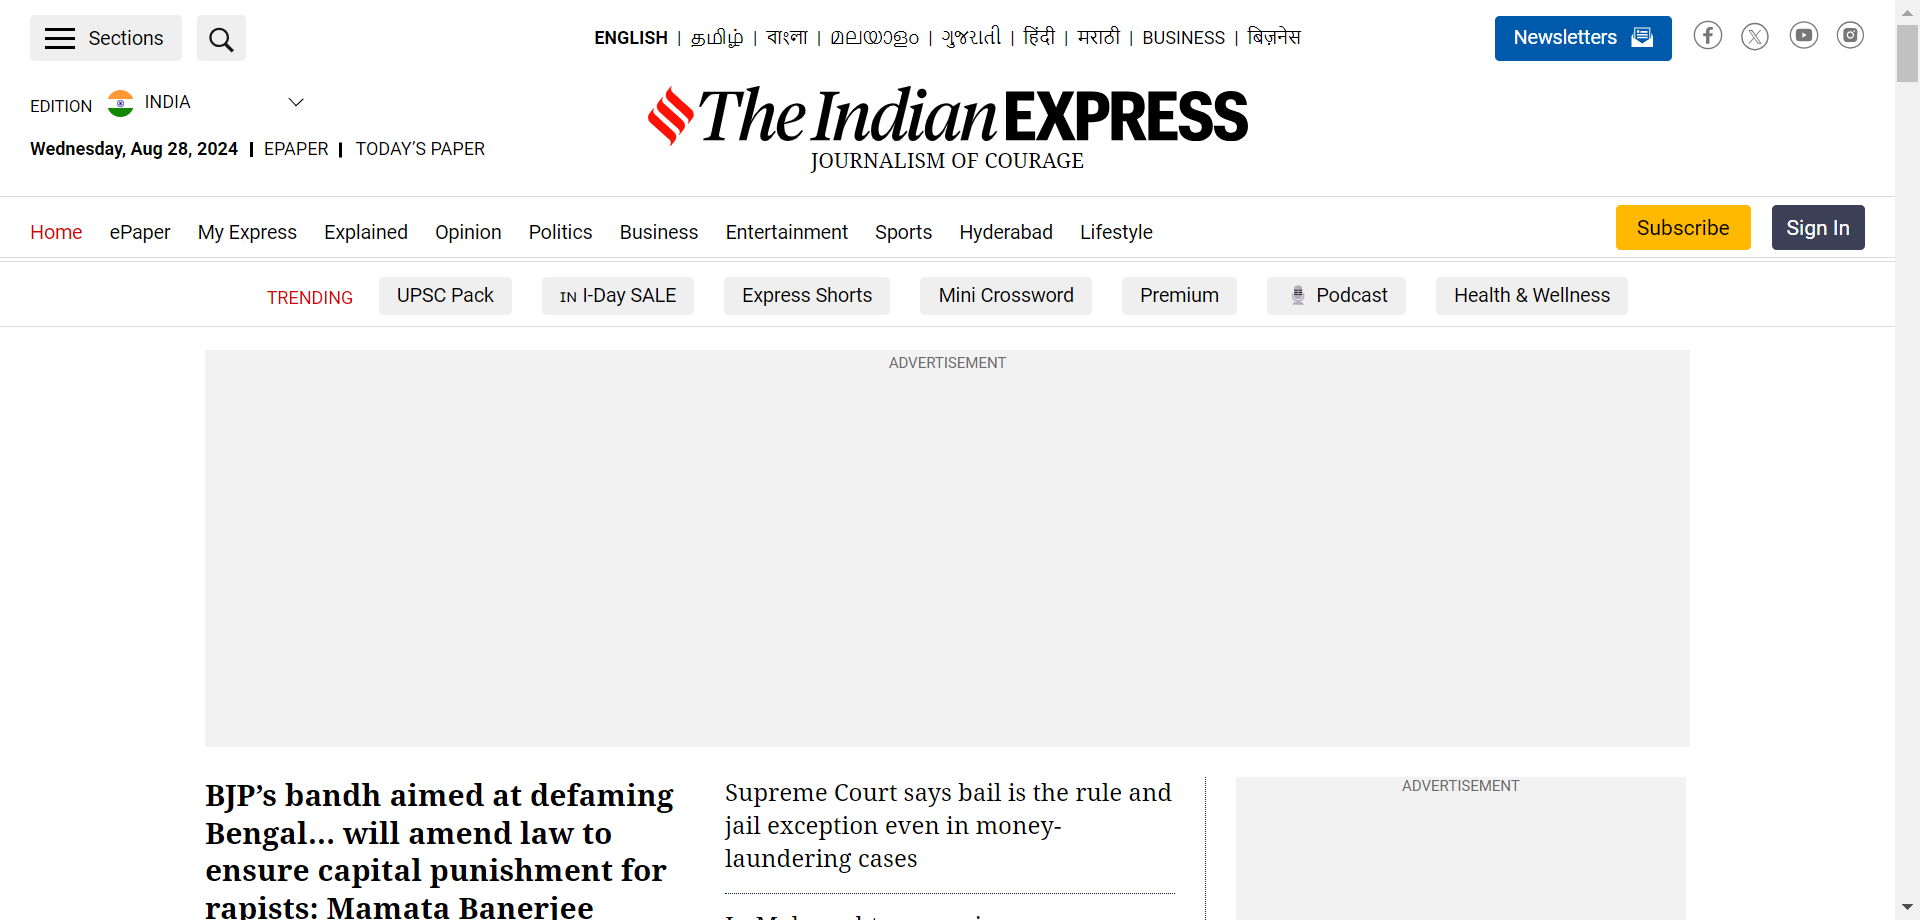 Sections
ENGLISH | தமிழ் | বাংলা | മലയാളം | ગુજરાતી | हिंदी | मराठी | BUSINESS | बिज़नेस
Newsletters
EDITION INDIA
The Indian EXPRESS
JOURNALISM OF COURAGE
Wednesday, Aug 28, 2024 | EPAPER | TODAY’S PAPER
Home ePaper My Express Explained Opinion Politics Business Entertainment Sports Hyderabad Lifestyle
Subscribe Sign In
TRENDING UPSC Pack IN I-Day SALE Express Shorts Mini Crossword Premium Podcast Health & Wellness
ADVERTISEMENT
BJP’s bandh aimed at defaming
Bengal… will amend law to
ensure capital punishment for
rapists: Mamata Banerjee
Supreme Court says bail is the rule and
jail exception even in money-
laundering cases
ADVERTISEMENT